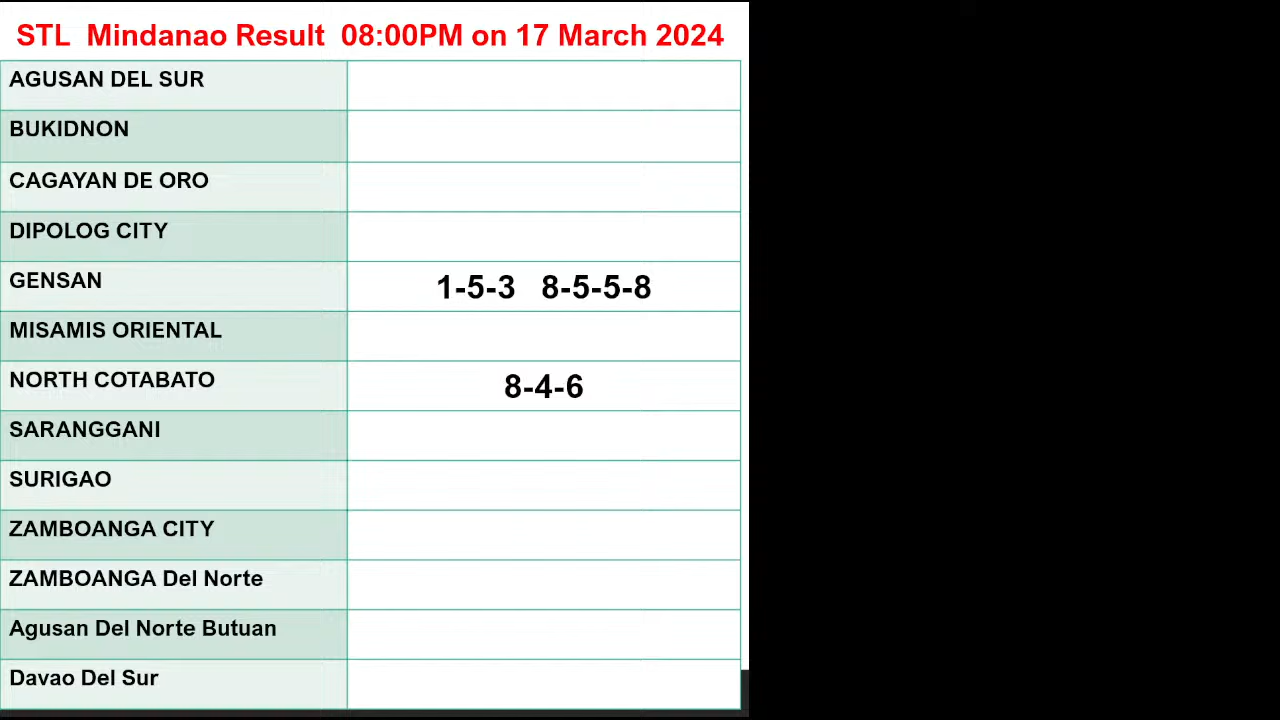 STL Mindanao Result 08:00PM on 17 March 2024
AGUSAN DEL SUR
BUKIDNON
CAGAYAN DE ORO
DIPOLOG CITY
GENSAN 1-5-3 8-5-5-8
MISAMIS ORIENTAL
NORTH COTABATO 8-4-6
SARANGGANI
SURIGAO
ZAMBOANGA CITY
ZAMBOANGA Del Norte
Agusan Del Norte Butuan
Davao Del Sur